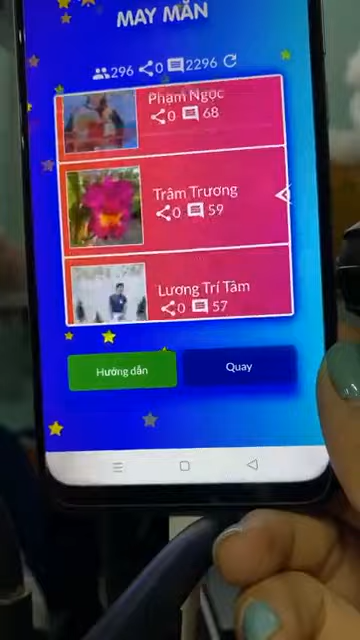 MAY MẮN
296 0 2296
Phạm Ngọc
0 68
Trâm Trương
0 59
Lương Trí Tâm
0 57
Hướng dẫn
Quay